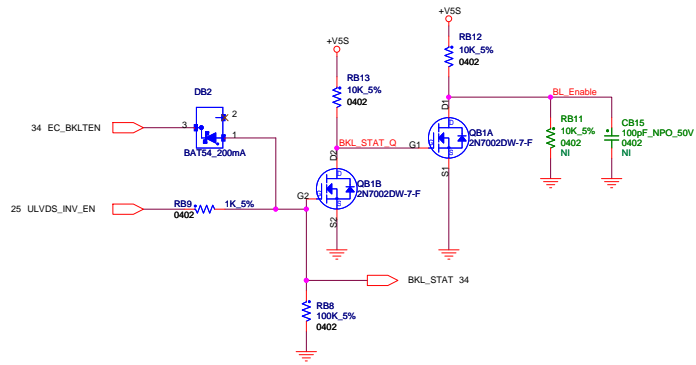 +V5S
RB12
10K_5%
0402
+V5S
RB13
10K_5%
0402
DB2
2
3
1
BAT54_200mA
34 EC_BKLTEN
BL_Enable
RB11
10K_5%
0402
NI
CB15
100pF_NPO_50V
0402
NI
D1
D
G1
S
S1
QB1A
2N7002DW-7-F
BKL_STAT_Q
D2
D
G2
S
S2
QB1B
2N7002DW-7-F
25 ULVDS_INV_EN
RB9
1K_5%
0402
BKL_STAT 34
RB8
100K_5%
0402